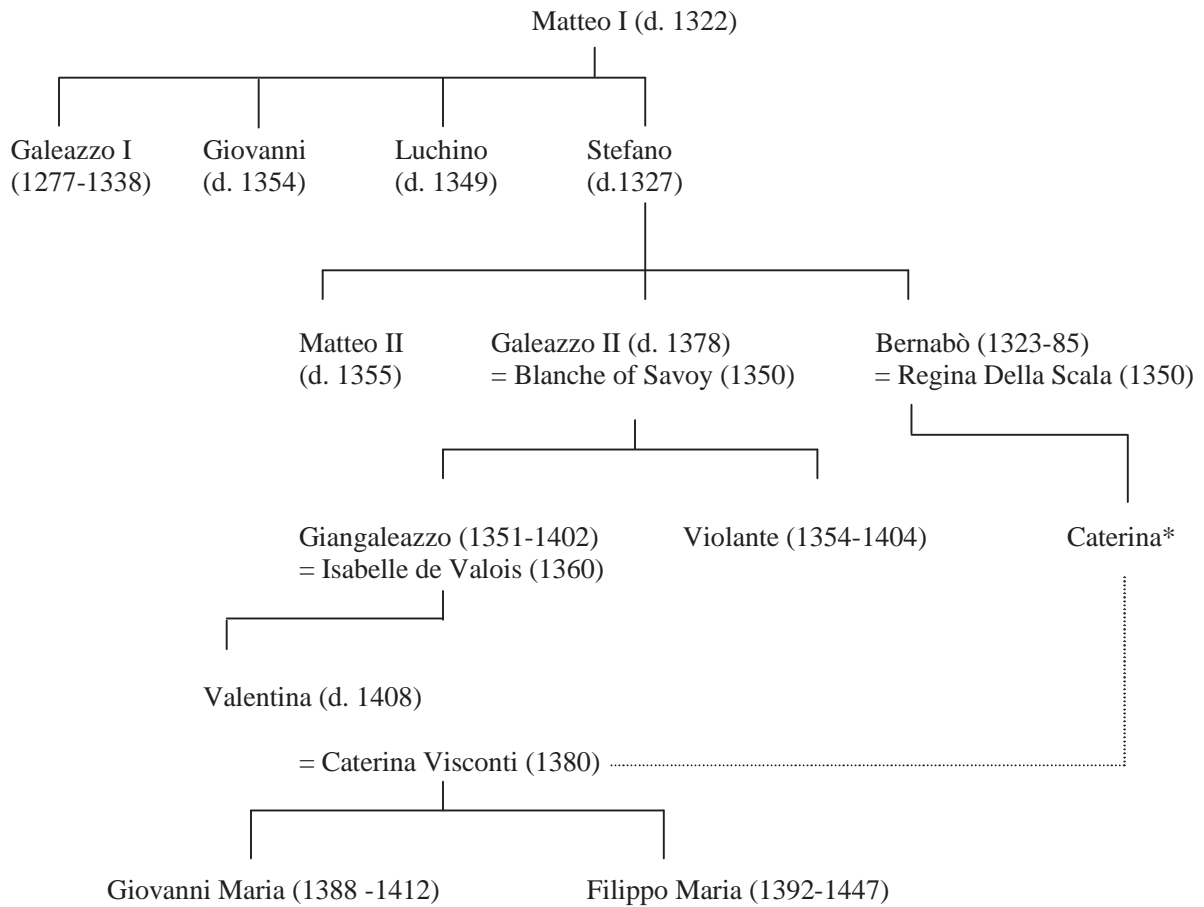 Matteo I (d. 1322)
Galeazzo I
(1277-1338)
Giovanni
(d. 1354)
Luchino
(d. 1349)
Stefano
(d.1327)
Matteo II
(d. 1355)
Galeazzo II (d. 1378)
= Blanche of Savoy (1350)
Bernabò (1323-85)
= Regina Della Scala (1350)
Giangaleazzo (1351-1402)
= Isabelle de Valois (1360)
Violante (1354-1404)
Caterina*
Valentina (d. 1408)
= Caterina Visconti (1380)
Giovanni Maria (1388 -1412)
Filippo Maria (1392-1447)